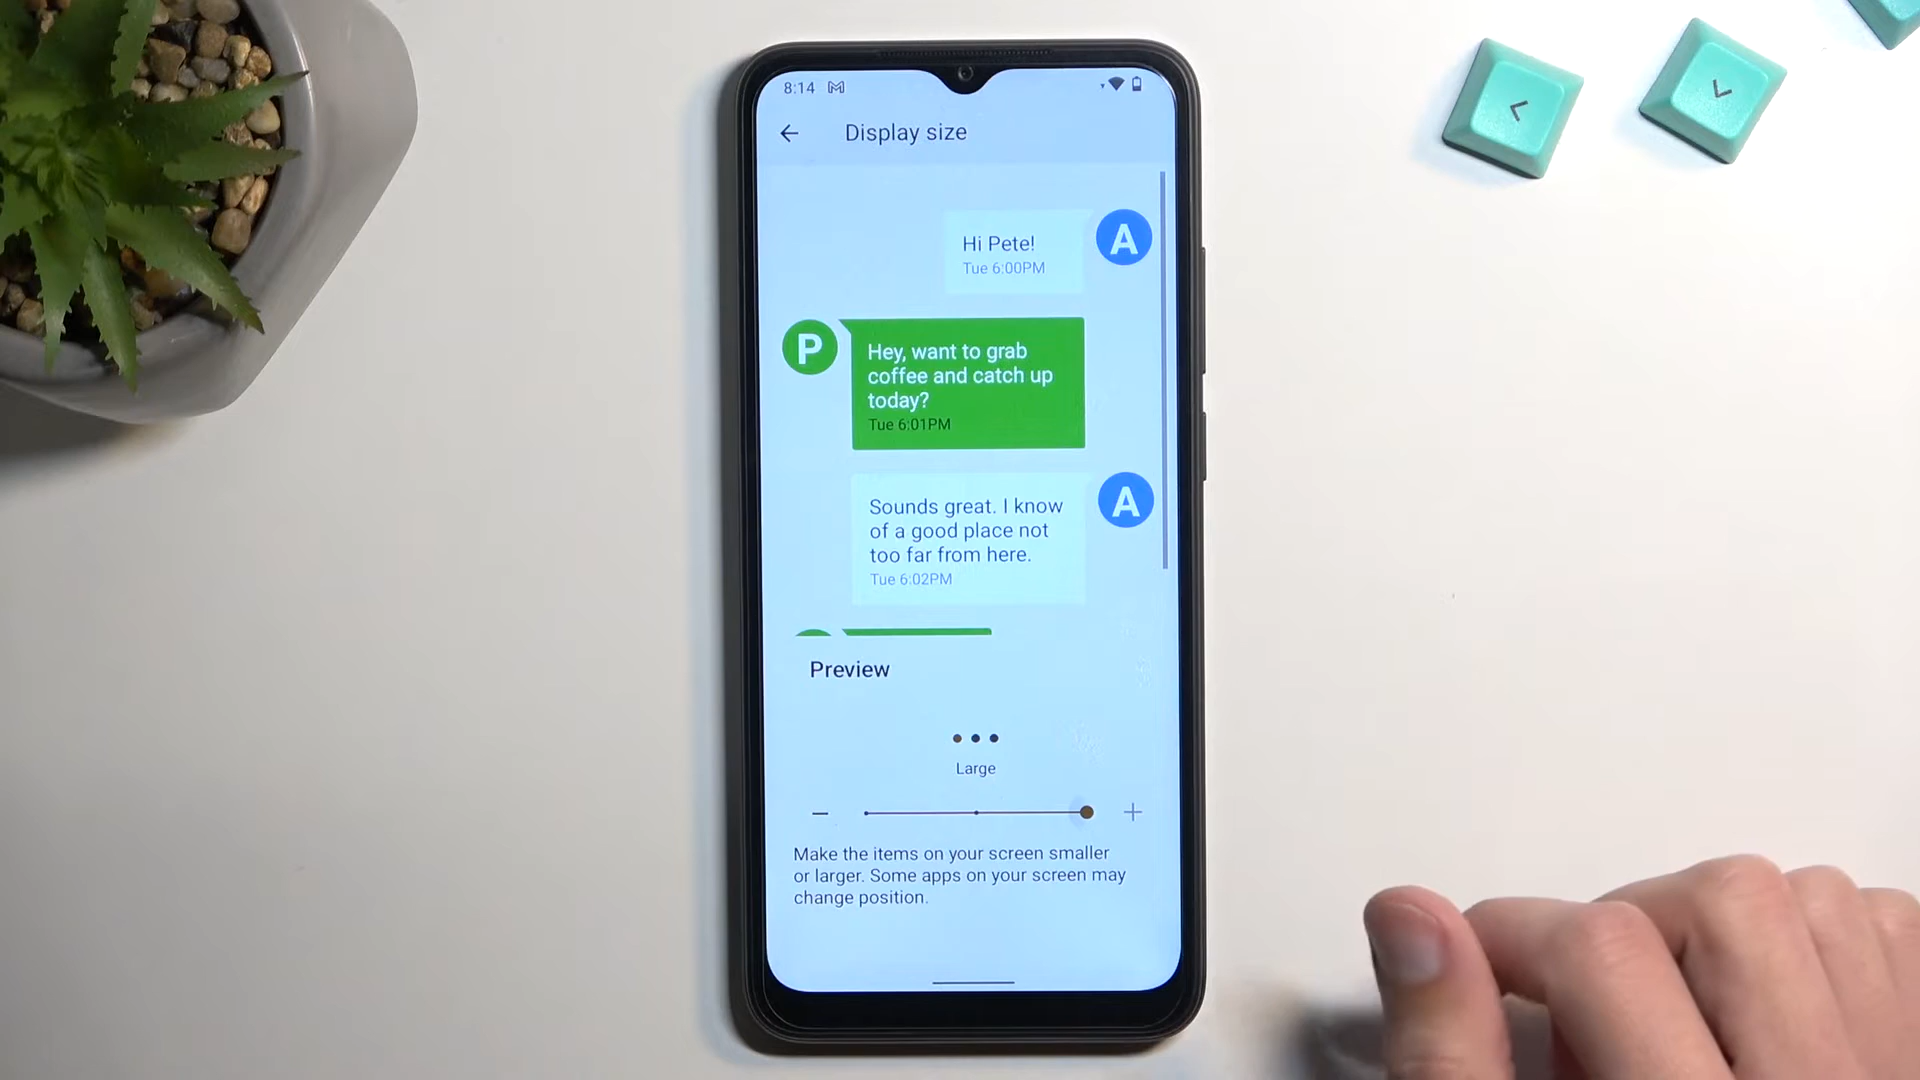 8:14
Display size
Hi Pete!
Tue 6:00PM
A
P
Hey, want to grab
coffee and catch up
today?
Tue 6:01PM
Sounds great. I know
of a good place not
too far from here.
Tue 6:02PM
A
Preview
Large
Make the items on your screen smaller
or larger. Some apps on your screen may
change position.